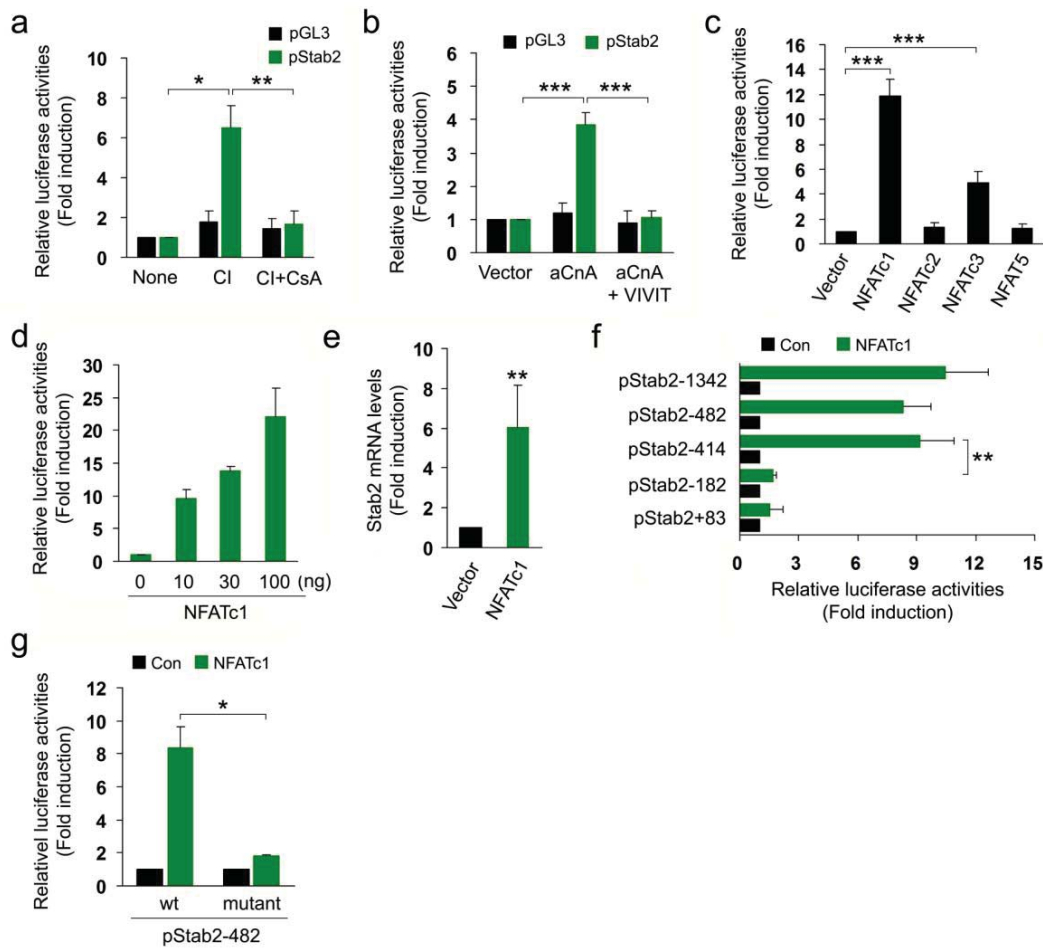 a
pGL3
pStab2
Relative luciferase activities
(Fold induction)
10
8
6
4
2
0
*
**
None
CI
CI+CsA
b
pGL3
pStab2
Relative luciferase activities
(Fold induction)
6
5
4
3
2
1
0
***
***
Vector
aCnA
aCnA
+ VIVIT
c
Relative luciferase activities
(Fold induction)
16
14
12
10
8
6
4
2
0
***
***
Vector
NFATc1
NFATc2
NFATc3
NFAT5
d
Relative luciferase activities
(Fold induction)
30
25
20
15
10
5
0
0 10 30 100 (ng)
NFATc1
e
Stab2 mRNA levels
(Fold induction)
10
8
6
4
2
0
**
Vector
NFATc1
f
Con
NFATc1
pStab2-1342
pStab2-482
pStab2-414
pStab2-182
pStab2+83
**
0 3 6 9 12 15
Relative luciferase activities
(Fold induction)
g
Con
NFATc1
Relativel luciferase activities
(Fold induction)
12
10
8
6
4
2
0
*
wt
mutant
pStab2-482